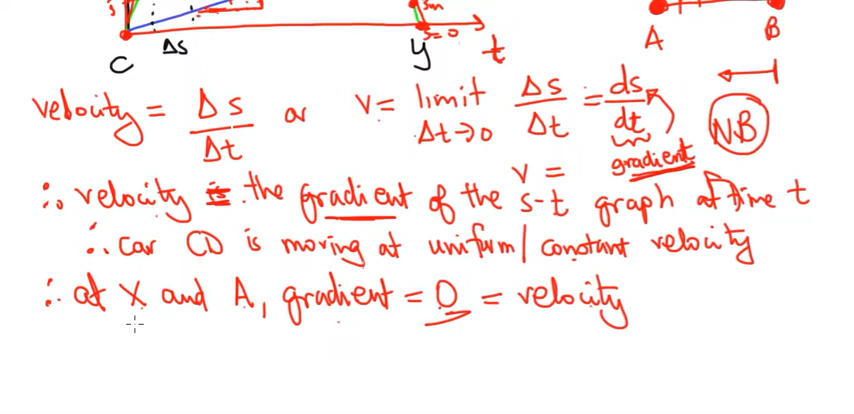 s=0
C
Δs
y
t
A
B
velocity = Δs/Δt or v = limit Δt→0 Δs/Δt = ds/dt
NB
gradient
v =
∴ velocity = the gradient of the s-t graph at time t
∴ car CD is moving at uniform/constant velocity
∴ at X and A, gradient = 0 = velocity